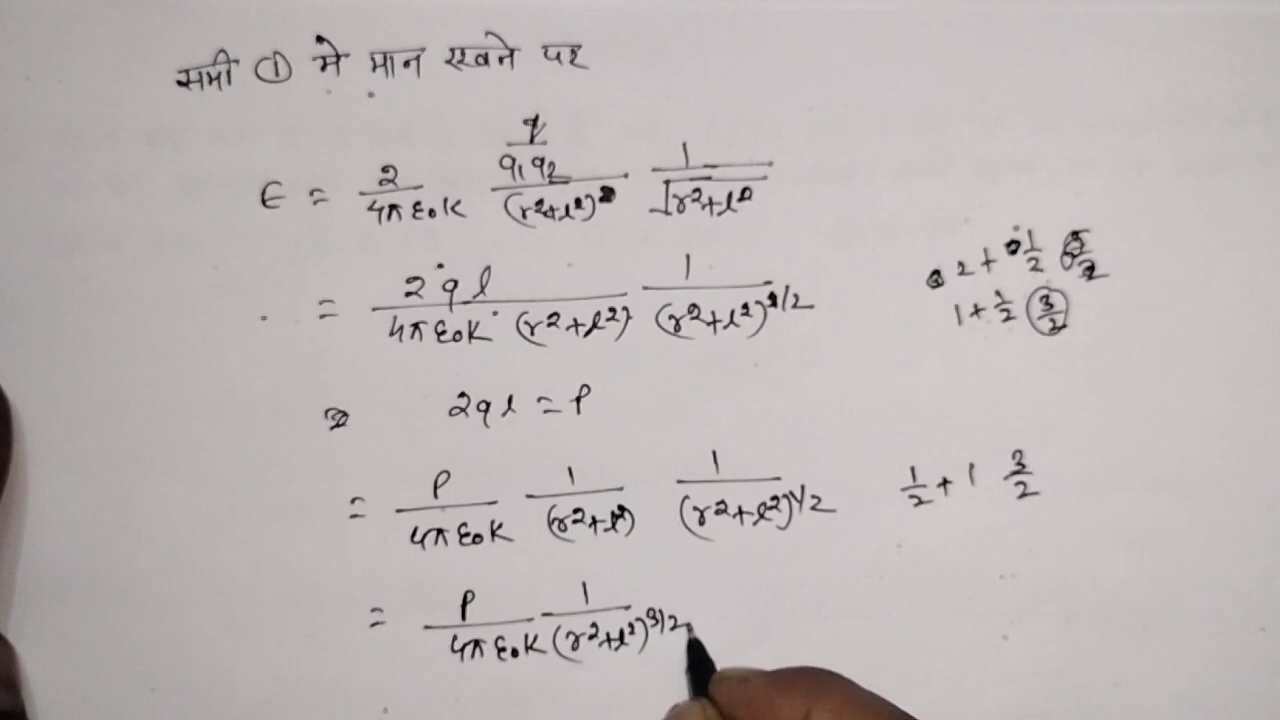 समी ① मे मान रखने पर
E = 2/4πε₀K q/q₁q₂/(r²+l²) 1/√r²+l²
= 2ql/4πε₀K (r²+l²) 1/(r²+l²)^1/2
2 + 1/2 5/2
1 + 1/2 3/2
2ql = P
= P/4πε₀K 1/(r²+l²) 1/(r²+l²)^1/2 1/2 + 1 3/2
= P/4πε₀K 1/(r²+l²)^3/2